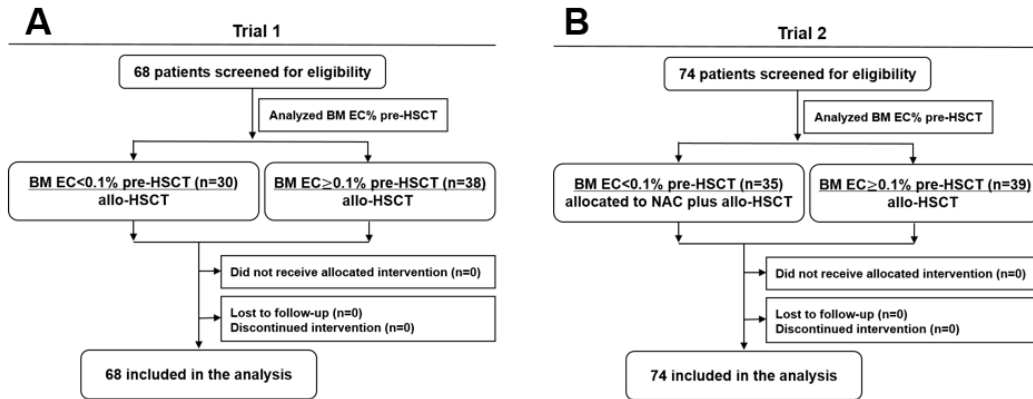 A
Trial 1
68 patients screened for eligibility
Analyzed BM EC% pre-HSCT
BM EC<0.1% pre-HSCT (n=30)
allo-HSCT
BM EC≥0.1% pre-HSCT (n=38)
allo-HSCT
Did not receive allocated intervention (n=0)
Lost to follow-up (n=0)
Discontinued intervention (n=0)
68 included in the analysis
B
Trial 2
74 patients screened for eligibility
Analyzed BM EC% pre-HSCT
BM EC<0.1% pre-HSCT (n=35)
allocated to NAC plus allo-HSCT
BM EC≥0.1% pre-HSCT (n=39)
allo-HSCT
Did not receive allocated intervention (n=0)
Lost to follow-up (n=0)
Discontinued intervention (n=0)
74 included in the analysis